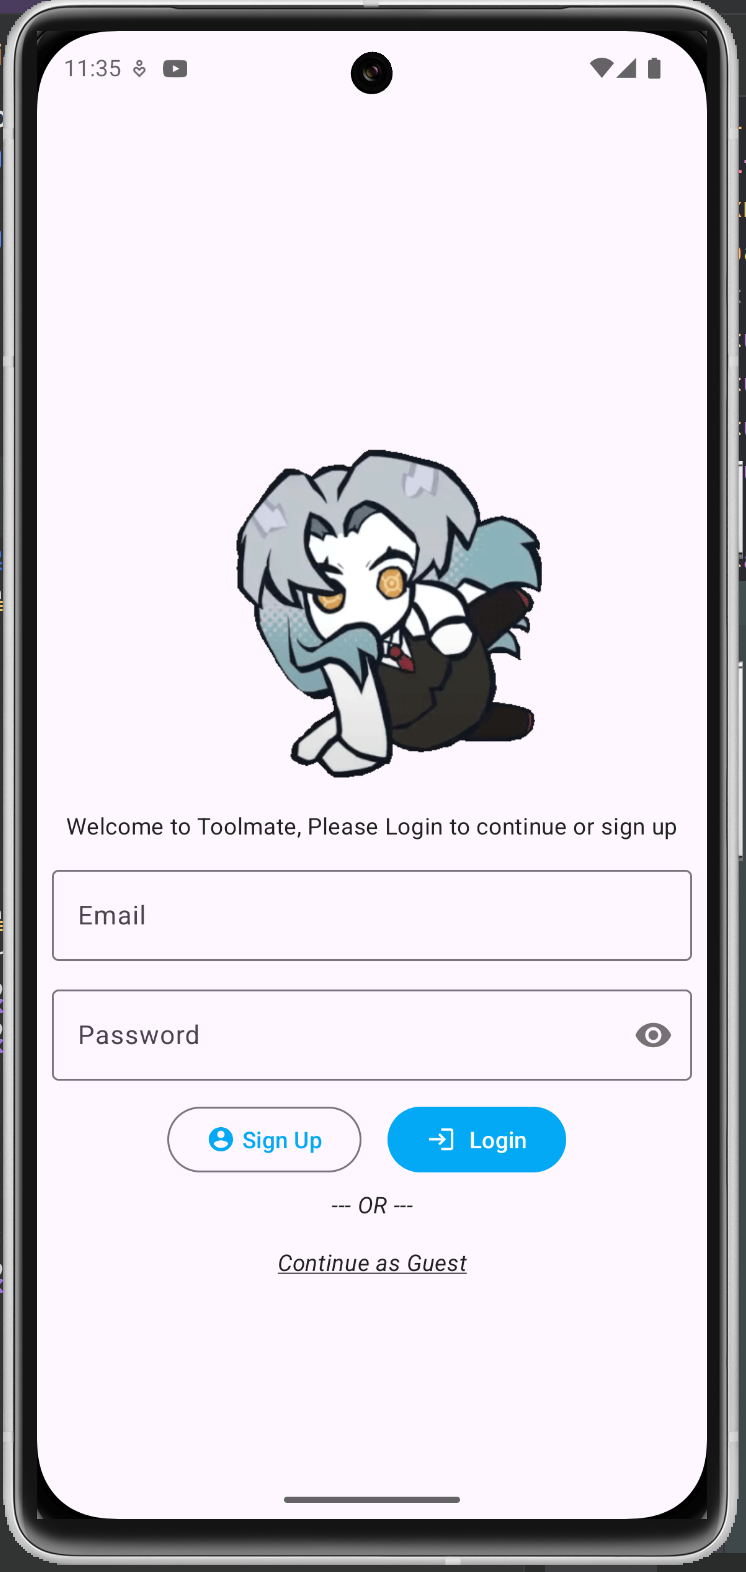 11:35
Welcome to Toolmate, Please Login to continue or sign up
Email
Password
Sign Up
Login
--- OR ---
Continue as Guest